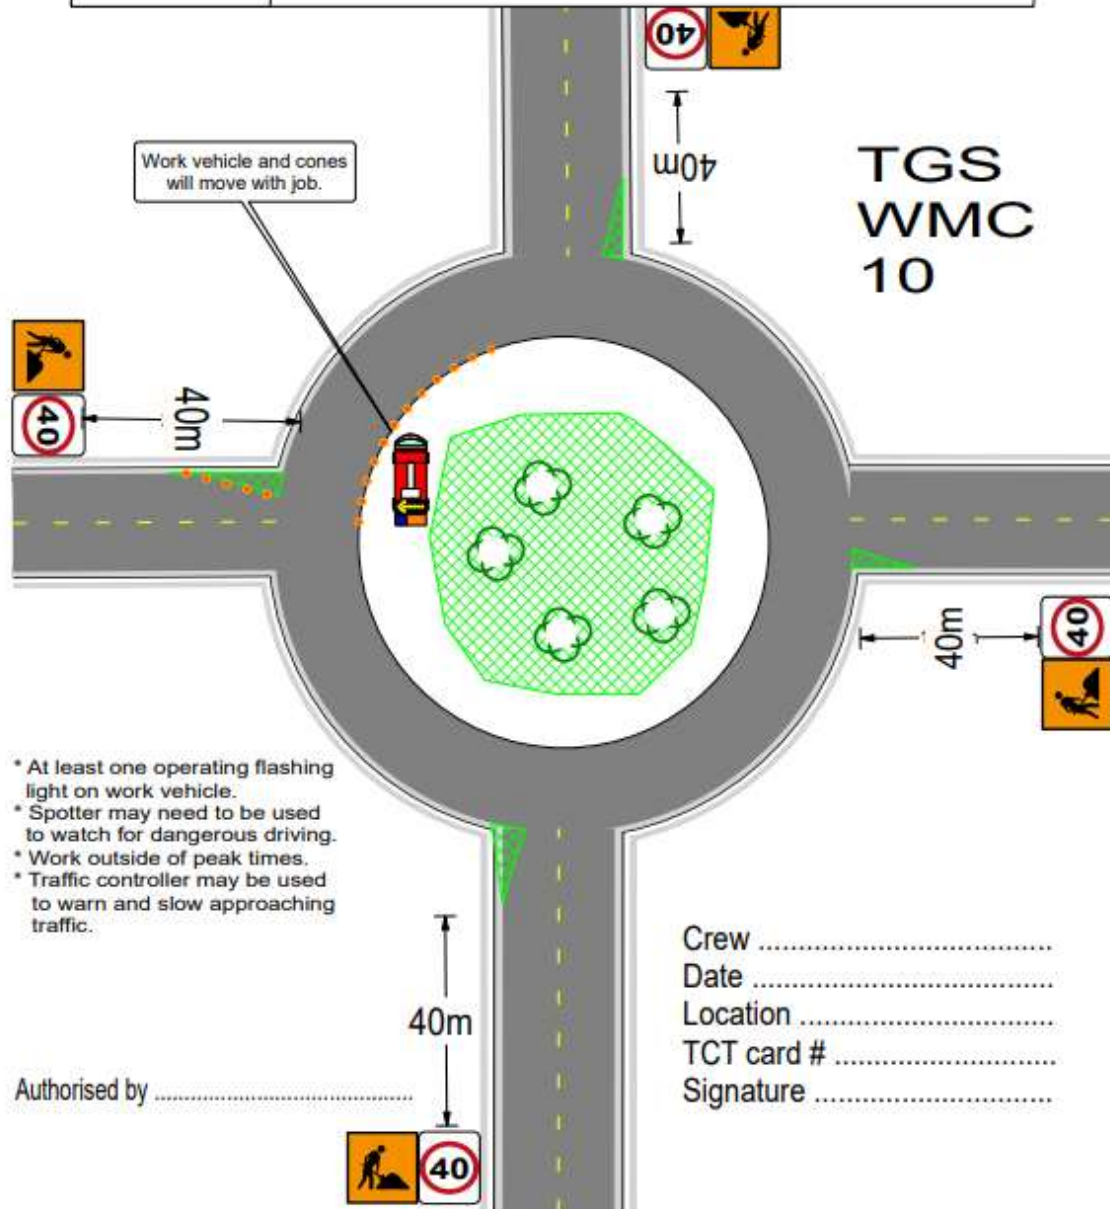 40
40m
TGS
WMC
10
Work vehicle and cones
will move with job.
40
40m
40m
40
* At least one operating flashing
light on work vehicle.
* Spotter may need to be used
to watch for dangerous driving.
* Work outside of peak times.
* Traffic controller may be used
to warn and slow approaching
traffic.
40m
Crew ....................................
Date .....................................
Location ...............................
TCT card # ...........................
Signature .............................
Authorised by ............................................
40